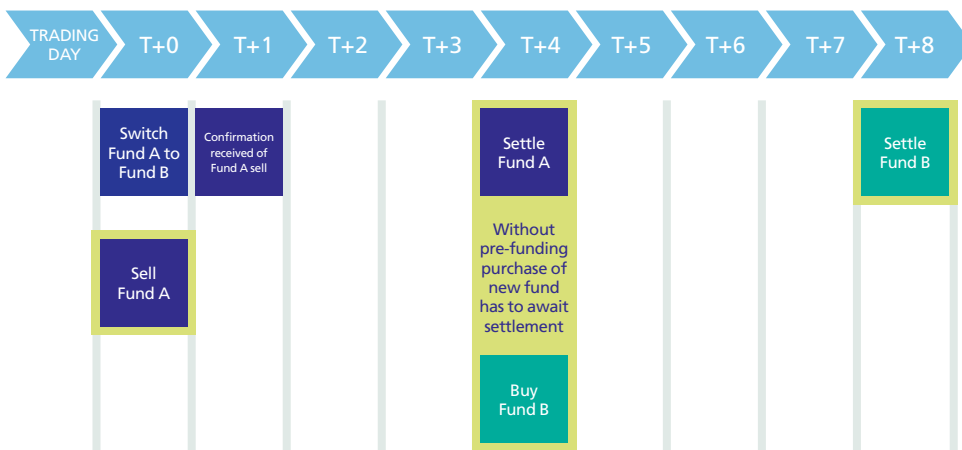 TRADING
DAY
T+0
T+1
T+2
T+3
T+4
T+5
T+6
T+7
T+8
Switch
Fund A to
Fund B
Confirmation
received of
Fund A sell
Settle
Fund A
Settle
Fund B
Sell
Fund A
Without
pre-funding
purchase of
new fund
has to await
settlement
Buy
Fund B